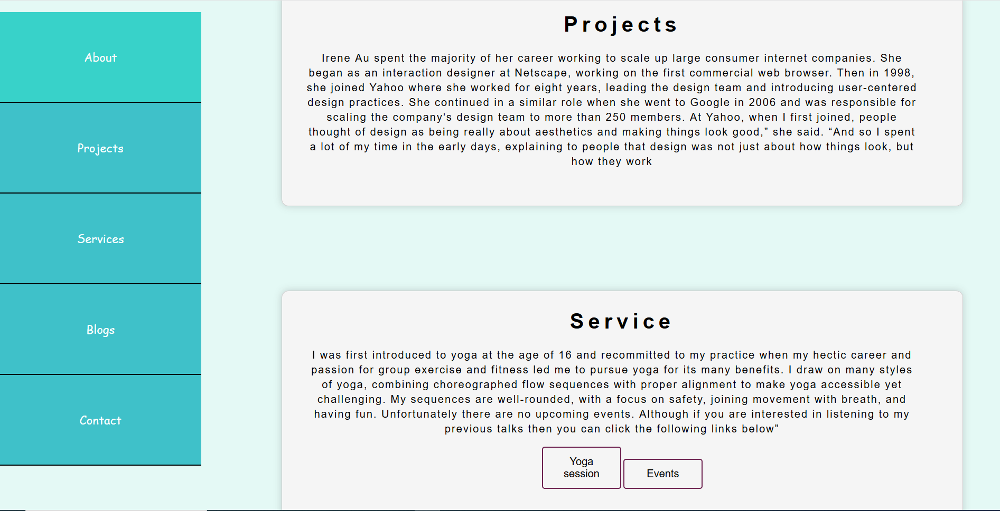 About
Projects
Services
Blogs
Contact
Projects
Irene Au spent the majority of her career working to scale up large consumer internet companies. She
began as an interaction designer at Netscape, working on the first commercial web browser. Then in 1998,
she joined Yahoo where she worked for eight years, leading the design team and introducing user-centered
design practices. She continued in a similar role when she went to Google in 2006 and was responsible for
scaling the company’s design team to more than 250 members. At Yahoo, when I first joined, people
thought of design as being really about aesthetics and making things look good,” she said. “And so I spent
a lot of my time in the early days, explaining to people that design was not just about how things look, but
how they work
Service
I was first introduced to yoga at the age of 16 and recommitted to my practice when my hectic career and
passion for group exercise and fitness led me to pursue yoga for its many benefits. I draw on many styles
of yoga, combining choreographed flow sequences with proper alignment to make yoga accessible yet
challenging. My sequences are well-rounded, with a focus on safety, joining movement with breath, and
having fun. Unfortunately there are no upcoming events. Although if you are interested in listening to my
previous talks then you can click the following links below”
Yoga
session
Events